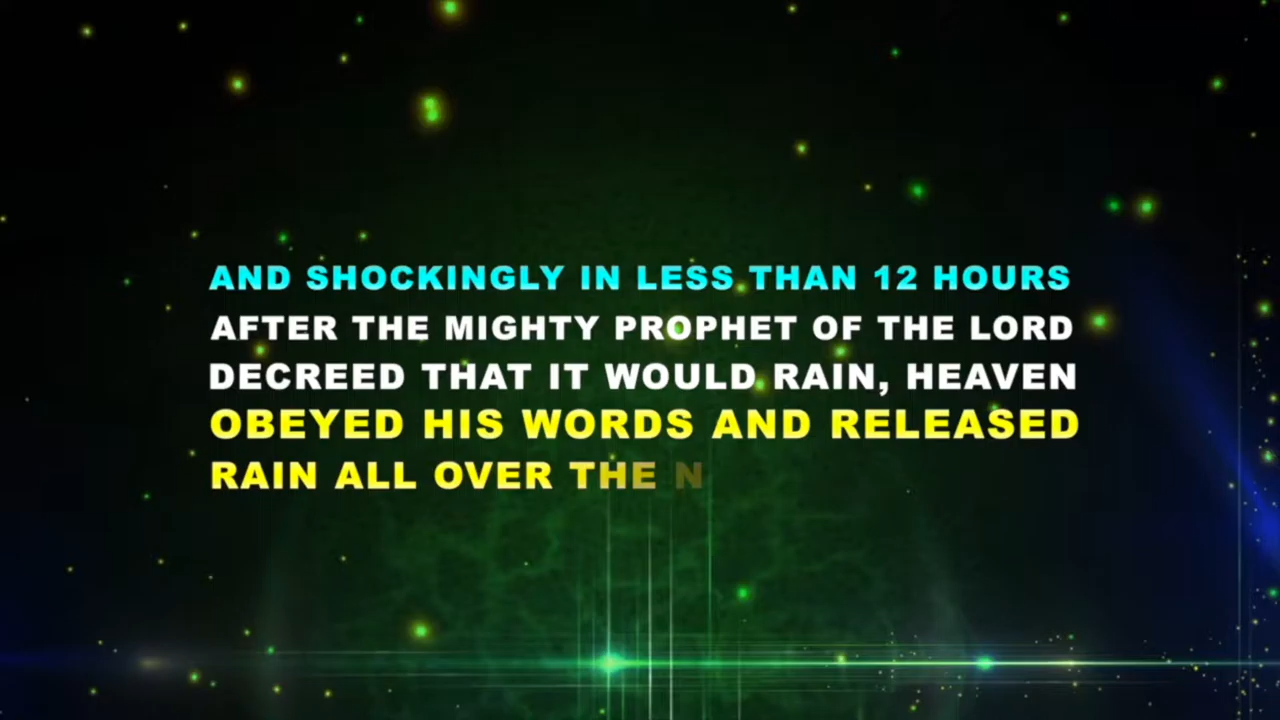 AND SHOCKINGLY IN LESS THAN 12 HOURS
AFTER THE MIGHTY PROPHET OF THE LORD
DECREED THAT IT WOULD RAIN, HEAVEN
OBEYED HIS WORDS AND RELEASED
RAIN ALL OVER THE N